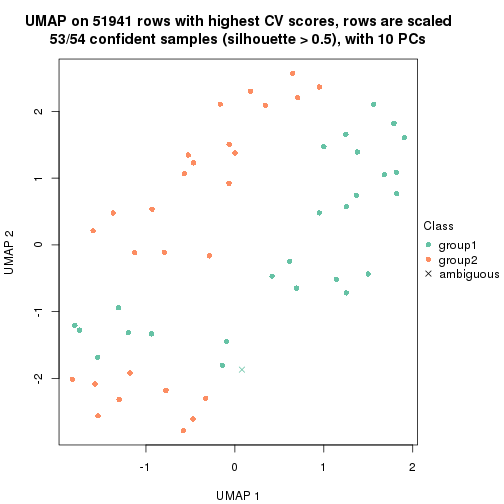 UMAP on 51941 rows with highest CV scores, rows are scaled
53/54 confident samples (silhouette > 0.5), with 10 PCs
2
1
0
-1
-2
UMAP 2
-1
0
1
2
UMAP 1
Class
group1
group2
ambiguous